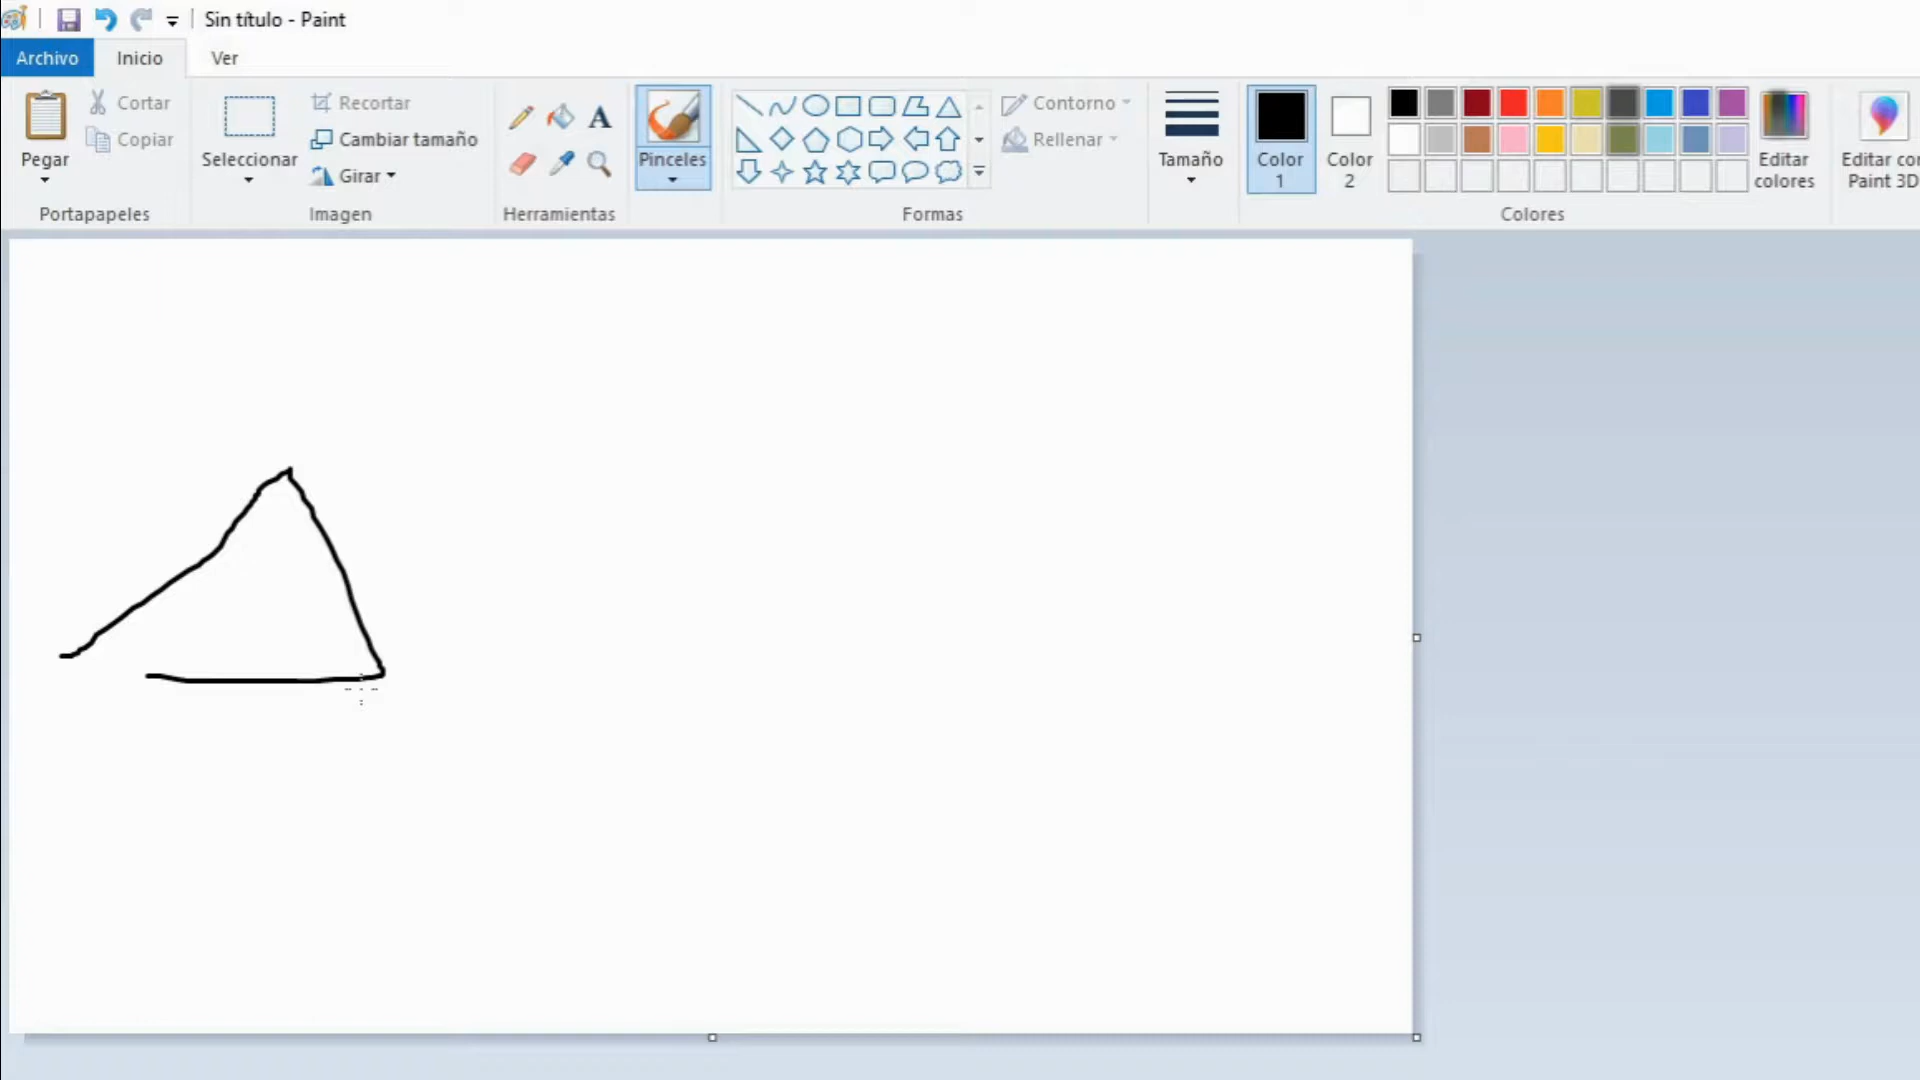 Sin título - Paint
Archivo Inicio Ver
Pegar
Cortar
Copiar
Portapapeles
Seleccionar
Recortar
Cambiar tamaño
Girar
Imagen
A
Herramientas
Pinceles
Formas
Contorno
Rellenar
Tamaño
Color
1
Color
2
Colores
Editar
colores
Editar con
Paint 3D